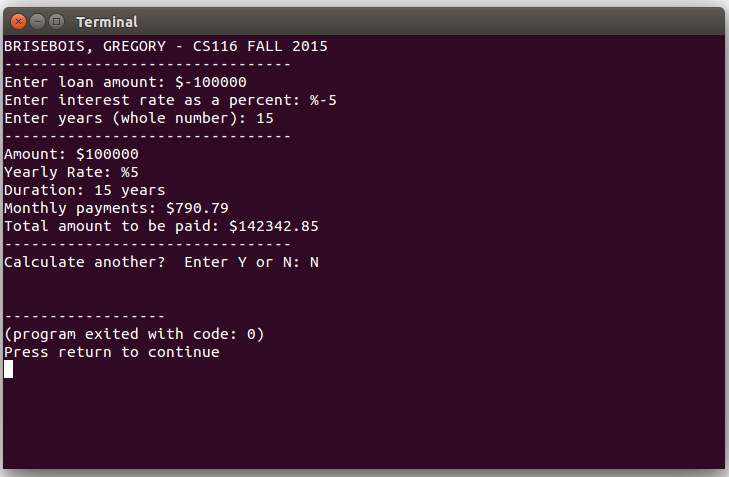 Terminal
BRISEBOIS, GREGORY - CS116 FALL 2015
--------------------------------
Enter loan amount: $-100000
Enter interest rate as a percent: %-5
Enter years (whole number): 15
--------------------------------
Amount: $100000
Yearly Rate: %5
Duration: 15 years
Monthly payments: $790.79
Total amount to be paid: $142342.85
--------------------------------
Calculate another?  Enter Y or N: N
------------------
(program exited with code: 0)
Press return to continue